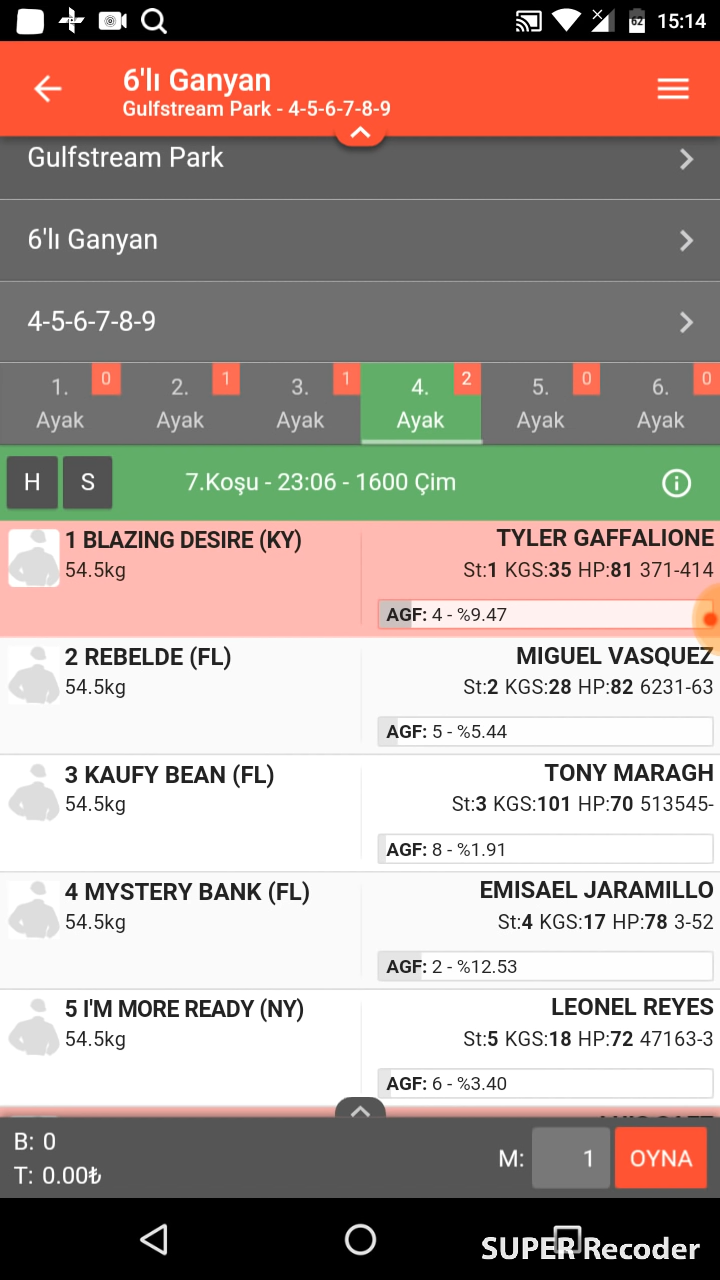 62 15:14
6'lı Ganyan
Gulfstream Park - 4-5-6-7-8-9
Gulfstream Park
6'lı Ganyan
4-5-6-7-8-9
1. Ayak 0
2. Ayak 1
3. Ayak 1
4. Ayak 2
5. Ayak 0
6. Ayak 0
H S 7.Koşu - 23:06 - 1600 Çim
1 BLAZING DESIRE (KY) TYLER GAFFALIONE
54.5kg St:1 KGS:35 HP:81 371-414
AGF: 4 - %9.47
2 REBELDE (FL) MIGUEL VASQUEZ
54.5kg St:2 KGS:28 HP:82 6231-63
AGF: 5 - %5.44
3 KAUFY BEAN (FL) TONY MARAGH
54.5kg St:3 KGS:101 HP:70 513545-
AGF: 8 - %1.91
4 MYSTERY BANK (FL) EMISAEL JARAMILLO
54.5kg St:4 KGS:17 HP:78 3-52
AGF: 2 - %12.53
5 I'M MORE READY (NY) LEONEL REYES
54.5kg St:5 KGS:18 HP:72 47163-3
AGF: 6 - %3.40
B: 0
T: 0.00₺
M: 1 OYNA
SUPER Recoder